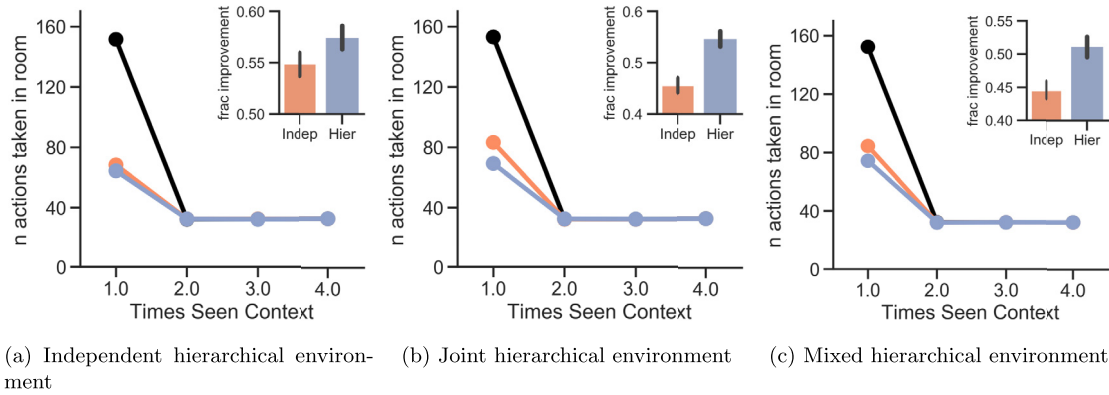 n actions taken in room
160
120
80
40
0
1.0 2.0 3.0 4.0
Times Seen Context
frac improvement
0.60
0.55
0.50
Indep Hier
n actions taken in room
160
120
80
40
0
1.0 2.0 3.0 4.0
Times Seen Context
frac improvement
0.6
0.5
0.4
Indep Hier
n actions taken in room
160
120
80
40
0
1.0 2.0 3.0 4.0
Times Seen Context
frac improvement
0.55
0.50
0.45
0.40
Indep Hier
(a) Independent hierarchical environ-
ment
(b) Joint hierarchical environment
(c) Mixed hierarchical environment